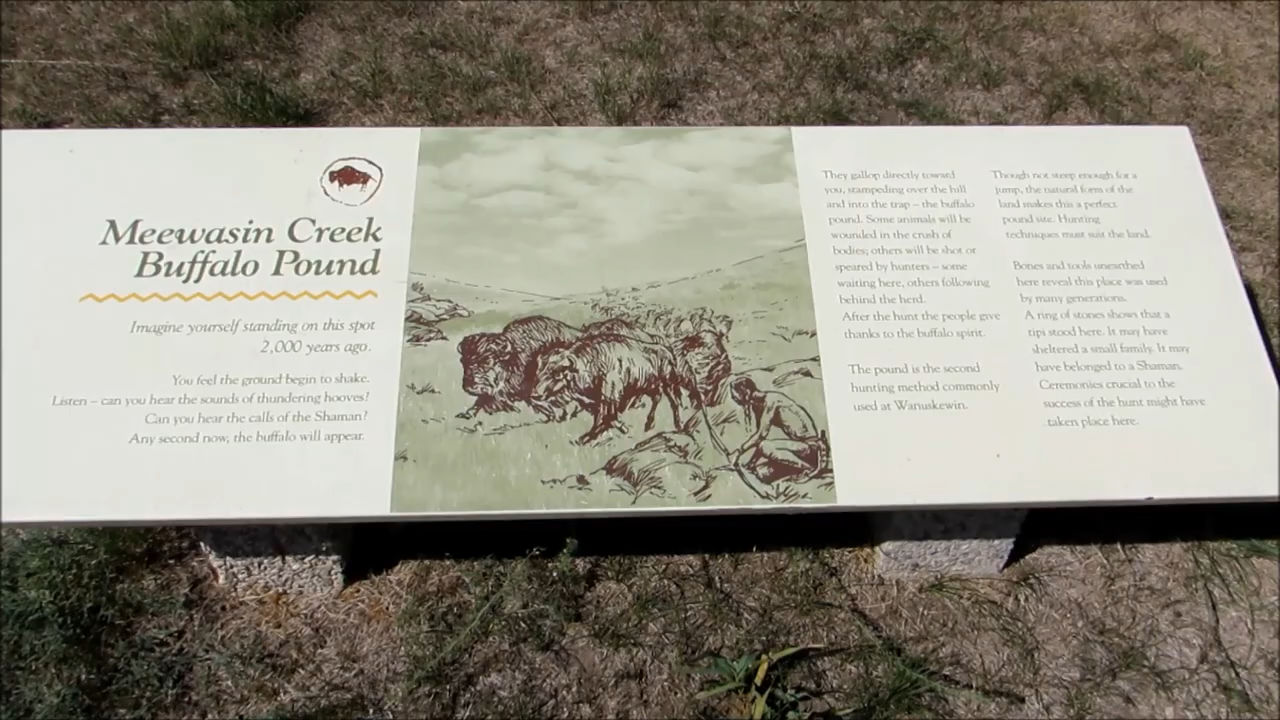 Meewasin Creek
Buffalo Pound
Imagine yourself standing on this spot
2,000 years ago.
You feel the ground begin to shake.
Listen – can you hear the sounds of thundering hooves?
Can you hear the calls of the Shaman?
Any second now, the buffalo will appear.
They gallop directly toward
you, stampeding over the hill
and into the trap – the buffalo
pound. Some animals will be
wounded in the crush of
bodies; others will be shot or
speared by hunters – some
waiting here, others following
behind the herd.
After the hunt the people give
thanks to the buffalo spirit.
The pound is the second
hunting method commonly
used at Wanuskewin.
Though not steep enough for a
jump, the natural form of the
land makes this a perfect
pound site. Hunting
techniques must suit the land.
Bones and tools unearthed
here reveal this place was used
by many generations.
A ring of stones shows that a
tipi stood here. It may have
sheltered a small family. It may
have belonged to a Shaman.
Ceremonies crucial to the
success of the hunt might have
taken place here.